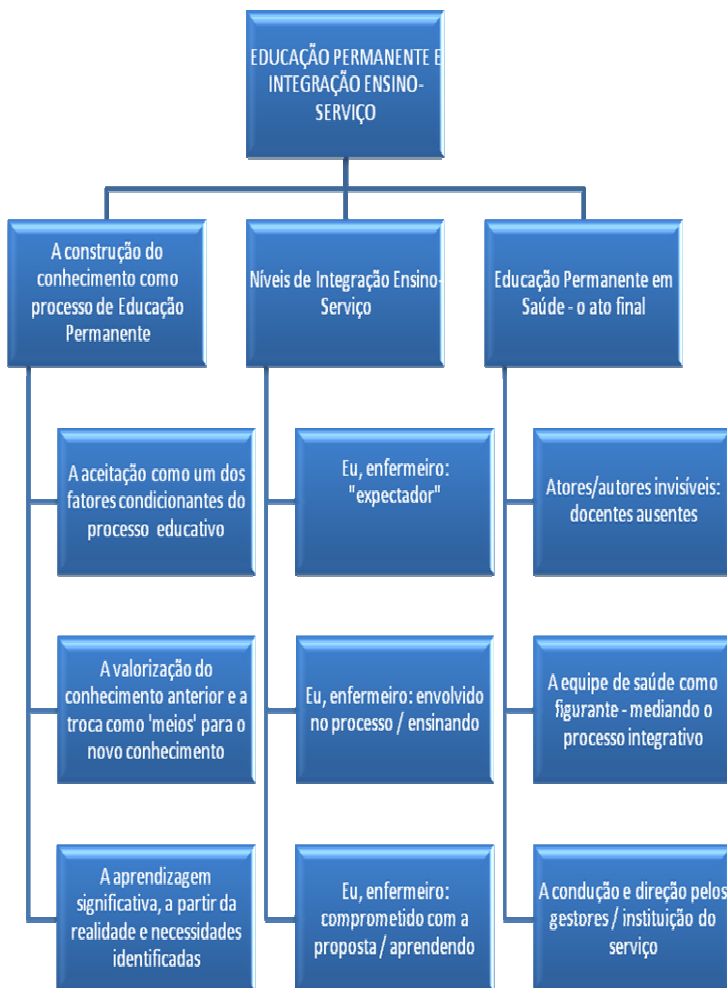 EDUCAÇÃO PERMANENTE E
INTEGRAÇÃO ENSINO-
SERVIÇO
A construção do
conhecimento como
processo de Educação
Permanente
A aceitação como um dos
fatores condicionantes do
processo educativo
A valorização do
conhecimento anterior e a
troca como 'meios' para o
novo conhecimento
A aprendizagem
significativa, a partir da
realidade e necessidades
identificadas
Níveis de Integração Ensino-
Serviço
Eu, enfermeiro:
"expectador"
Eu, enfermeiro: envolvido
no processo / ensinando
Eu, enfermeiro:
comprometido com a
proposta / aprendendo
Educação Permanente em
Saúde - o ato final
Atores/autores invisíveis:
docentes ausentes
A equipe de saúde como
figurante - mediando o
processo integrativo
A condução e direção pelos
gestores / instituição do
serviço